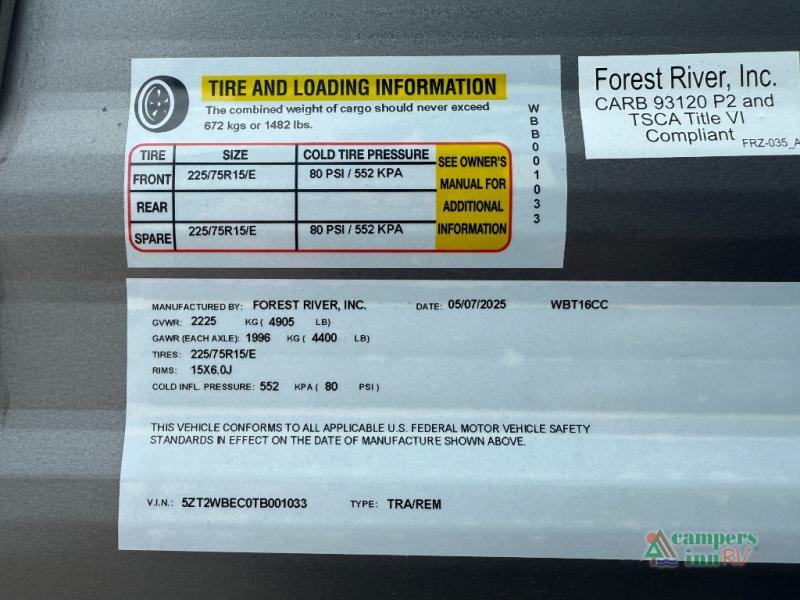 TIRE AND LOADING INFORMATION
The combined weight of cargo should never exceed
672 kgs or 1482 lbs.
TIRE SIZE COLD TIRE PRESSURE
FRONT 225/75R15/E 80 PSI / 552 KPA
REAR
SPARE 225/75R15/E 80 PSI / 552 KPA
SEE OWNER'S
MANUAL FOR
ADDITIONAL
INFORMATION
WBB001033
Forest River, Inc.
CARB 93120 P2 and
TSCA Title VI
Compliant
FRZ-035_A
MANUFACTURED BY: FOREST RIVER, INC. DATE: 05/07/2025 WBT16CC
GVWR: 2225 KG ( 4905 LB)
GAWR (EACH AXLE): 1996 KG ( 4400 LB)
TIRES: 225/75R15/E
RIMS: 15X6.0J
COLD INFL. PRESSURE: 552 KPA ( 80 PSI)
THIS VEHICLE CONFORMS TO ALL APPLICABLE U.S. FEDERAL MOTOR VEHICLE SAFETY
STANDARDS IN EFFECT ON THE DATE OF MANUFACTURE SHOWN ABOVE.
V.I.N.: 5ZT2WBEC0TB001033 TYPE: TRA/REM
campers
inn RV